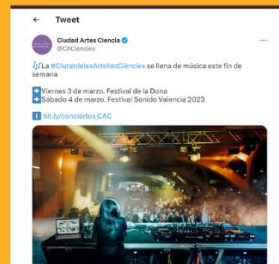 Tweet
Ciudad Artes Ciencia
@CACiencies
La #CiutatdelesArtsilesCiències se llena de música este fin de
semana
Viernes 3 de marzo. Festival de la Dona
Sábado 4 de marzo. Festival Sonido Valencia 2023
bit.ly/conciertos_CAC